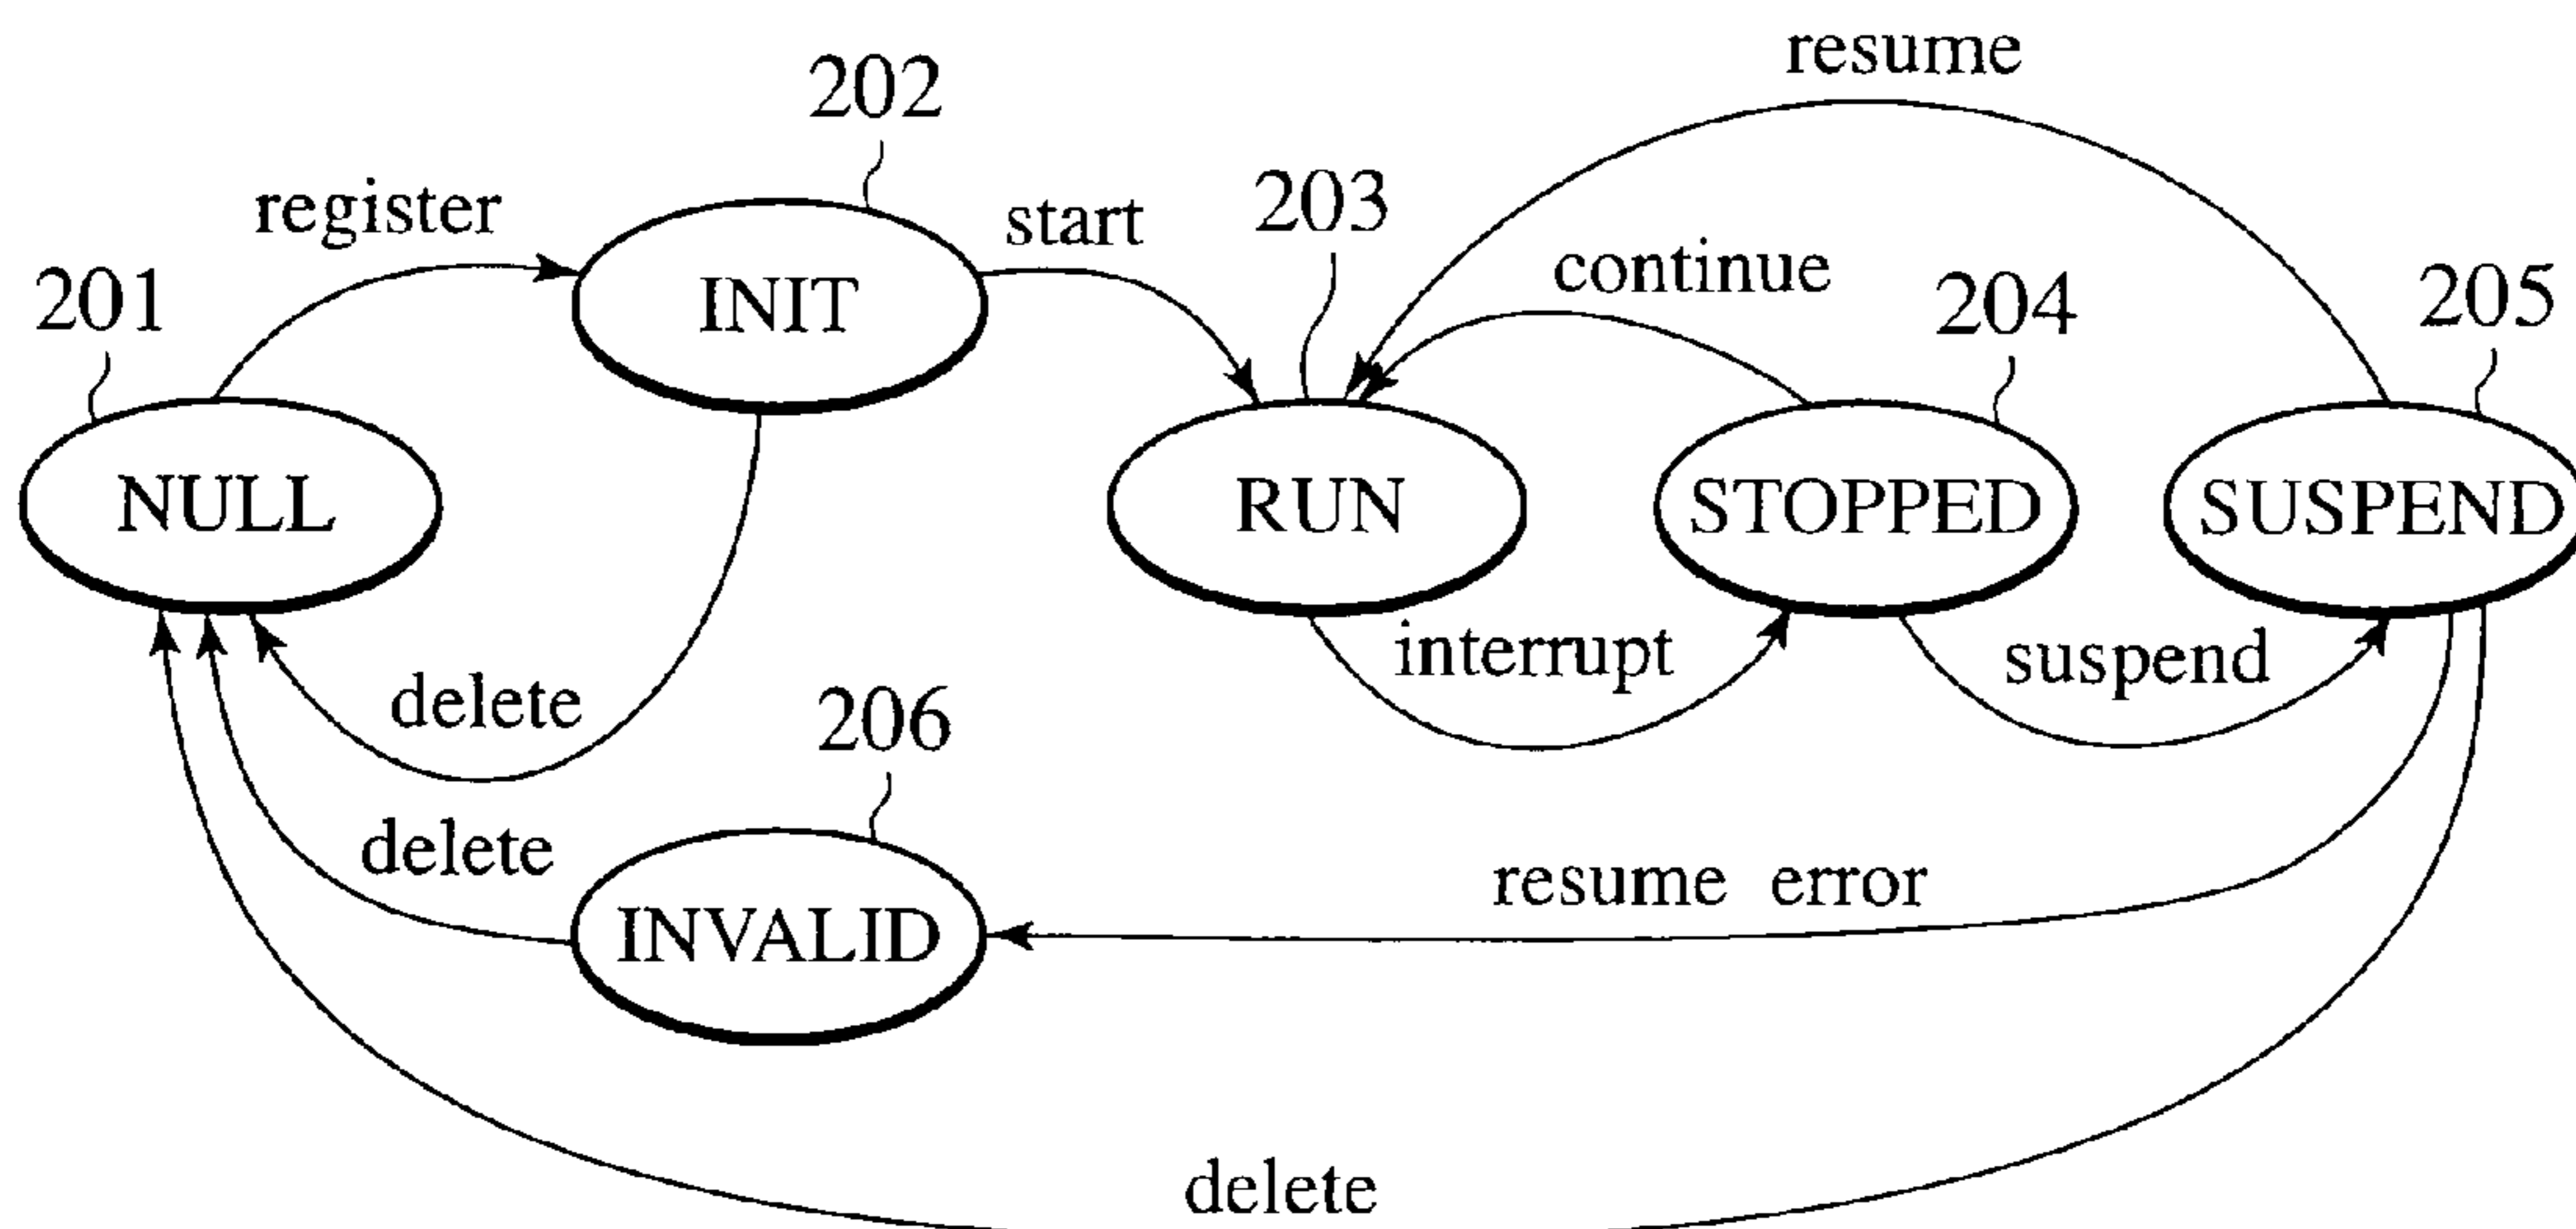 resume
202
register
start
203
continue
201
INIT
204
205
NULL
RUN
STOPPED
SUSPEND
interrupt
suspend
delete
206
delete
resume error
INVALID
delete